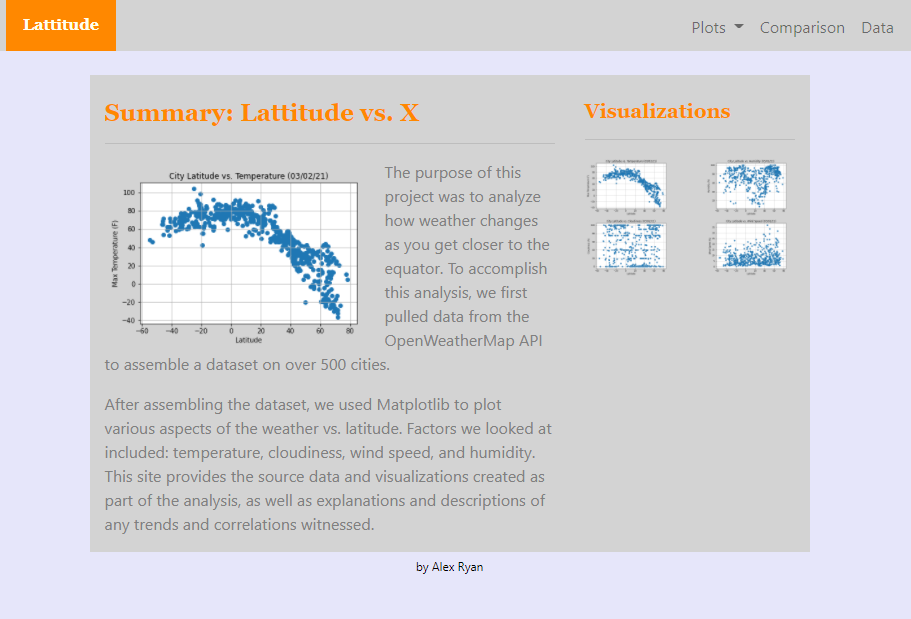 Lattitude
Plots
Comparison
Data
Summary: Lattitude vs. X
City Latitude vs. Temperature (03/02/21)
Max Temperature (F)
100
80
60
40
20
0
−20
−40
−60 −40 −20 0 20 40 60 80
Latitude
The purpose of this
project was to analyze
how weather changes
as you get closer to the
equator. To accomplish
this analysis, we first
pulled data from the
OpenWeatherMap API
to assemble a dataset on over 500 cities.
After assembling the dataset, we used Matplotlib to plot
various aspects of the weather vs. latitude. Factors we looked at
included: temperature, cloudiness, wind speed, and humidity.
This site provides the source data and visualizations created as
part of the analysis, as well as explanations and descriptions of
any trends and correlations witnessed.
Visualizations
by Alex Ryan